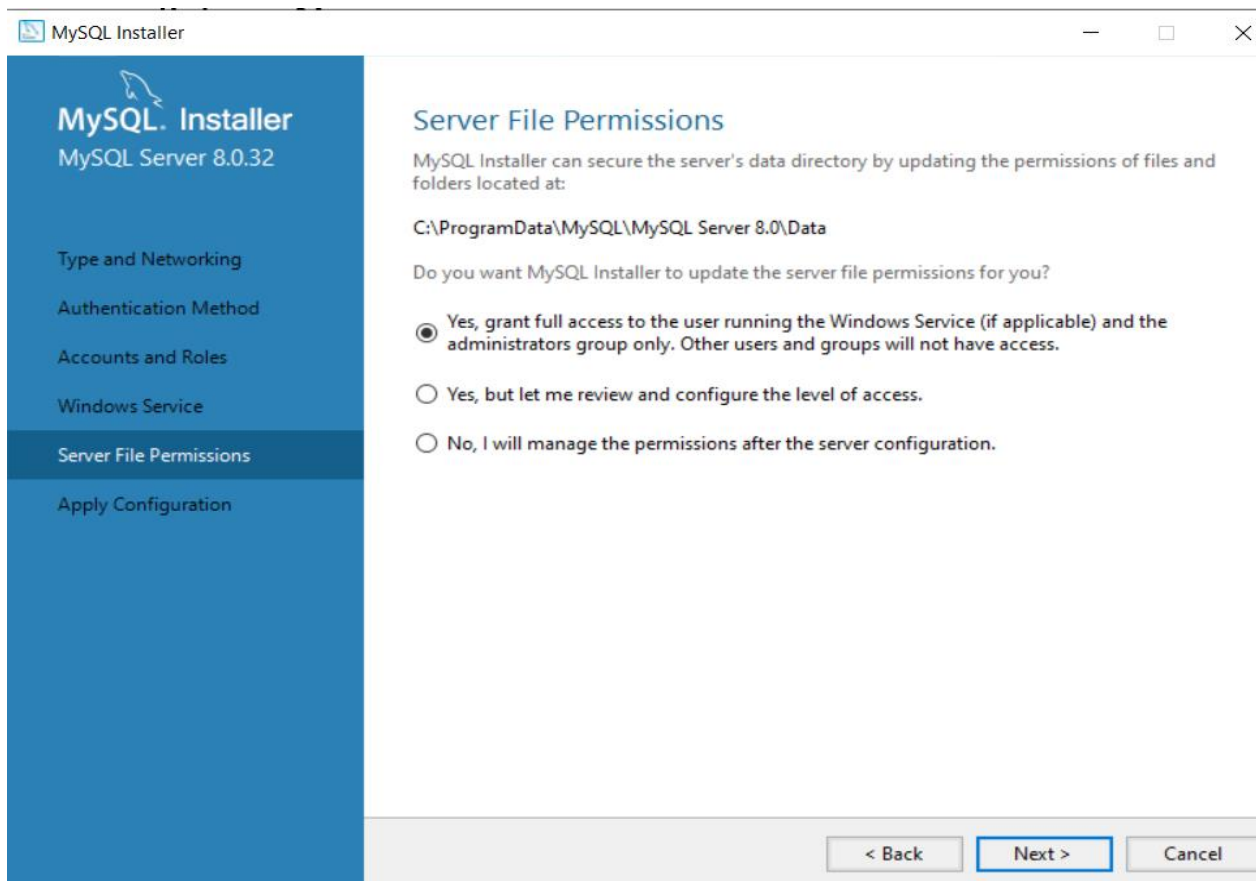 MySQL Installer
MySQL. Installer
MySQL Server 8.0.32
Type and Networking
Authentication Method
Accounts and Roles
Windows Service
Server File Permissions
Apply Configuration
Server File Permissions
MySQL Installer can secure the server's data directory by updating the permissions of files and
folders located at:
C:\ProgramData\MySQL\MySQL Server 8.0\Data
Do you want MySQL Installer to update the server file permissions for you?
Yes, grant full access to the user running the Windows Service (if applicable) and the
administrators group only. Other users and groups will not have access.
Yes, but let me review and configure the level of access.
No, I will manage the permissions after the server configuration.
< Back
Next >
Cancel